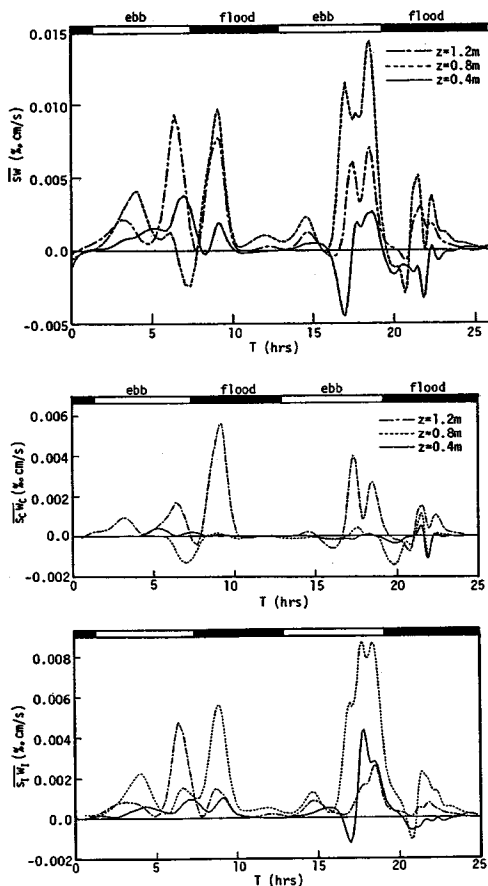 ebb flood ebb flood
0.015
0.010
0.005
0.0
-0.005
s̅w̅ (‰.cm/s)
z=1.2m
z=0.8m
z=0.4m
0 5 10 15 20 25
T (hrs)
ebb flood ebb flood
0.006
0.004
0.002
0.0
-0.002
s̅c̅W̅c̅ (‰.cm/s)
z=1.2m
z=0.8m
z=0.4m
0 5 10 15 20 25
T (hrs)
0.008
0.006
0.004
0.002
0.0
-0.002
s̅I̅W̅I̅ (‰.cm/s)
0 5 10 15 20 25
T (hrs)